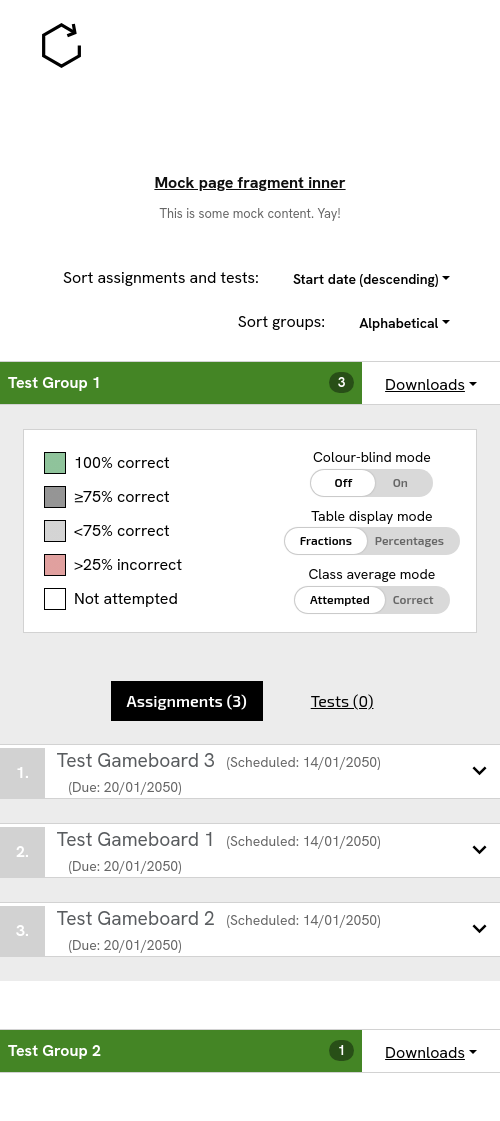 Mock page fragment inner
This is some mock content. Yay!
Sort assignments and tests: Start date (descending)
Sort groups: Alphabetical
Test Group 1 3 Downloads
100% correct
≥75% correct
<75% correct
>25% incorrect
Not attempted
Colour-blind mode
Off On
Table display mode
Fractions Percentages
Class average mode
Attempted Correct
Assignments (3) Tests (0)
1. Test Gameboard 3 (Scheduled: 14/01/2050)
(Due: 20/01/2050)
2. Test Gameboard 1 (Scheduled: 14/01/2050)
(Due: 20/01/2050)
3. Test Gameboard 2 (Scheduled: 14/01/2050)
(Due: 20/01/2050)
Test Group 2 1 Downloads